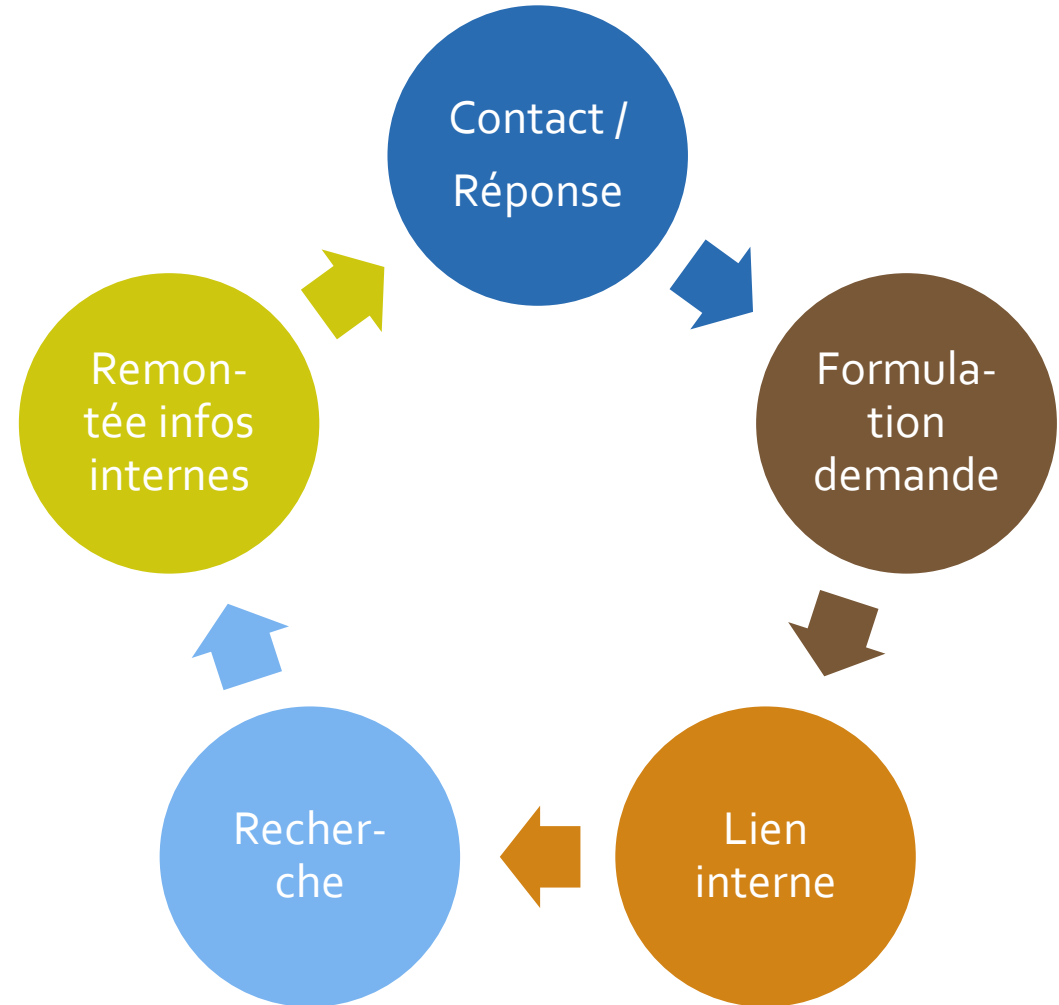 Contact /
Réponse
Formula-
tion
demande
Lien
interne
Recher-
che
Remon-
tée infos
internes